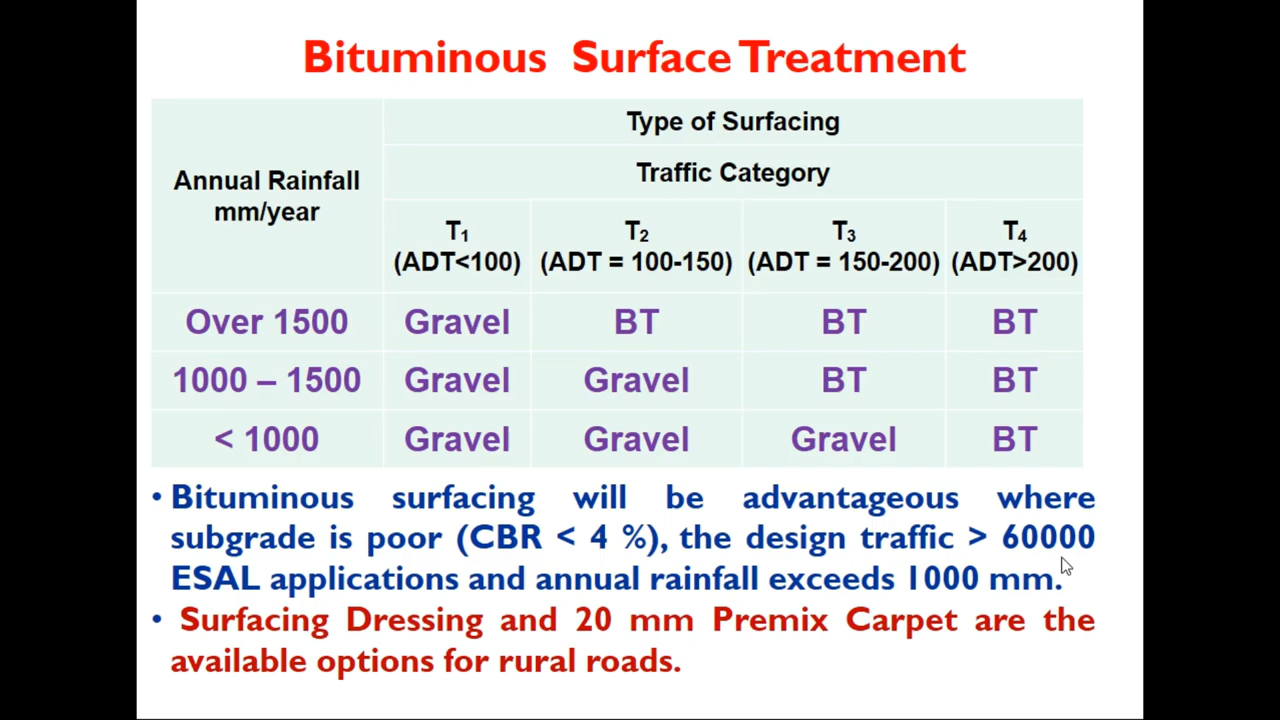 Bituminous Surface Treatment
Annual Rainfall
mm/year
Type of Surfacing
Traffic Category
T₁
(ADT<100)
T₂
(ADT = 100-150)
T₃
(ADT = 150-200)
T₄
(ADT>200)
Over 1500 Gravel BT BT BT
1000 – 1500 Gravel Gravel BT BT
< 1000 Gravel Gravel Gravel BT
• Bituminous surfacing will be advantageous where
subgrade is poor (CBR < 4 %), the design traffic > 60000
ESAL applications and annual rainfall exceeds 1000 mm.
• Surfacing Dressing and 20 mm Premix Carpet are the
available options for rural roads.